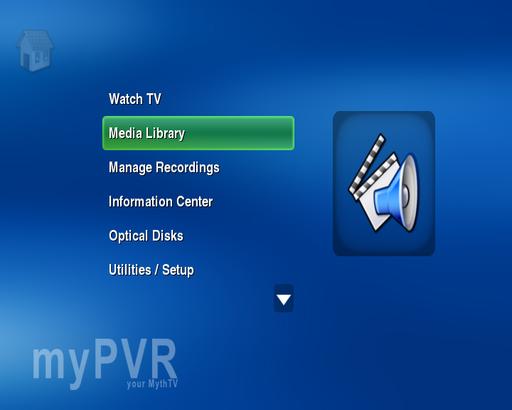 Watch TV
Media Library
Manage Recordings
Information Center
Optical Disks
Utilities / Setup
myPVR
your MythTV